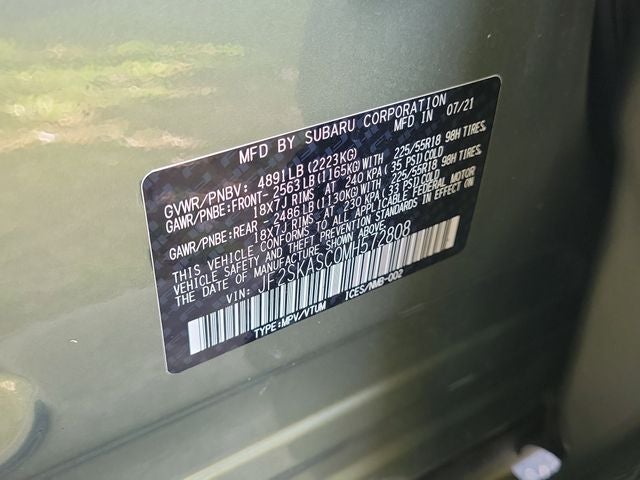 MFD BY SUBARU CORPORATION
MFD IN 07/21
GVWR/PNBV: 4891LB(2223KG)
GAWR/PNBE:FRONT- 2563LB(1165KG)WITH 225/55R18 98H TIRES,
18X7J RIMS AT 240 KPA(35 PSI)COLD
GAWR/PNBE:REAR - 2486LB(1130KG)WITH 225/55R18 98H TIRES,
18X7J RIMS AT 230 KPA(33 PSI)COLD
THIS VEHICLE CONFORMS TO ALL APPLICABLE FEDERAL MOTOR
VEHICLE SAFETY AND THEFT PREVENTION STANDARDS IN EFFECT ON
THE DATE OF MANUFACTURE SHOWN ABOVE.
VIN: JF2SKASC0MH572808
TYPE:MPV/VTUM ICES/NMB-002